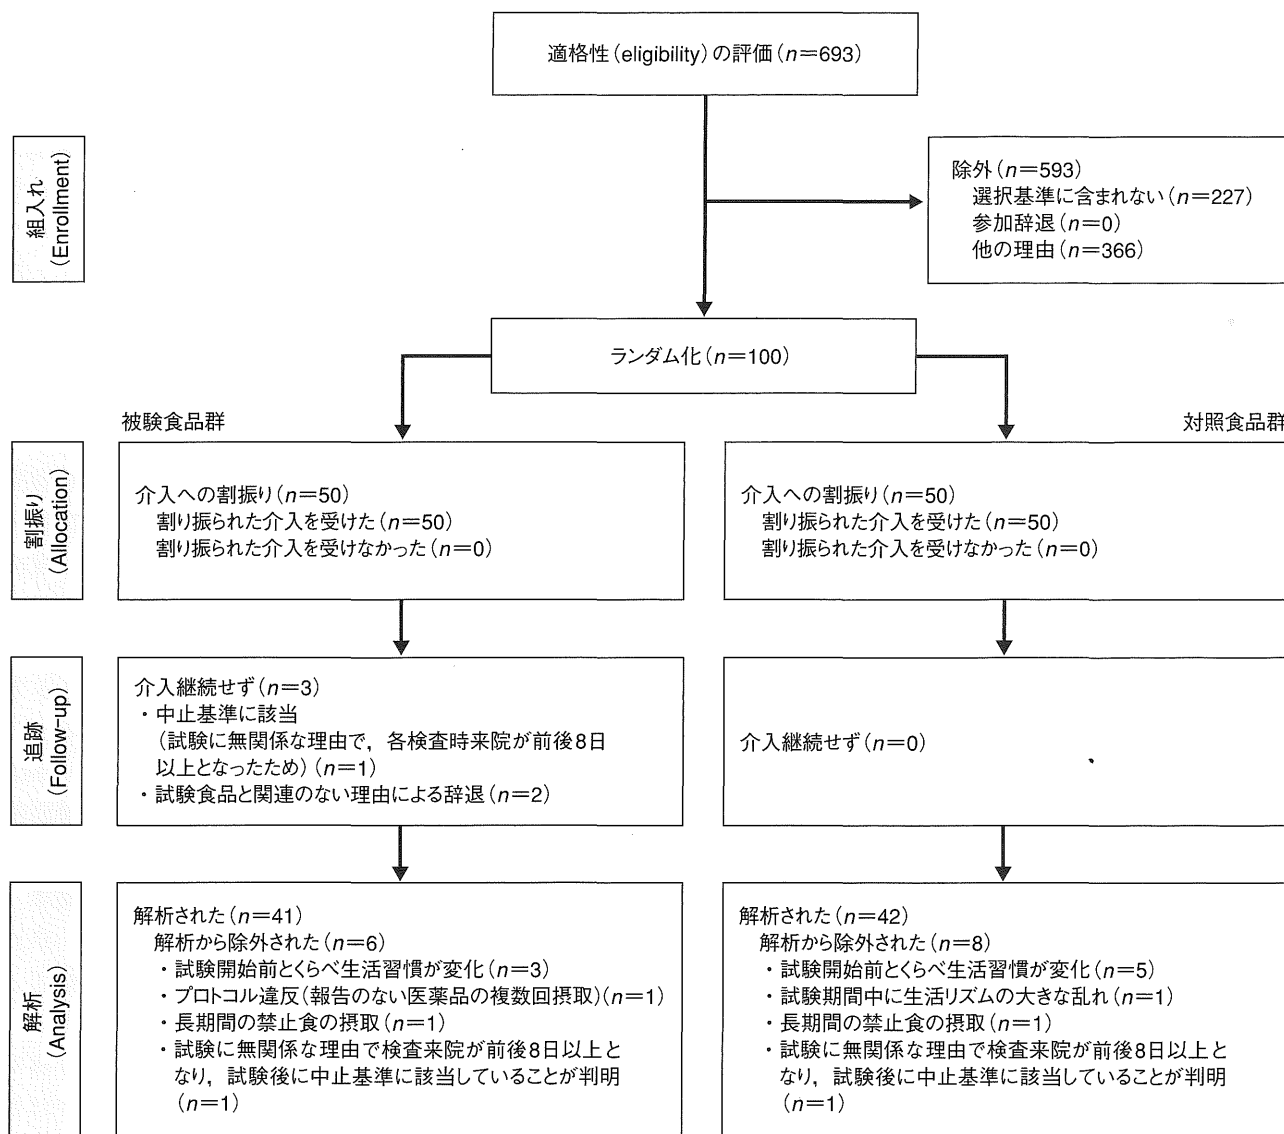 適格性(eligibility)の評価(n=693)
組入れ
(Enrollment)
除外(n=593)
選択基準に含まれない(n=227)
参加辞退(n=0)
他の理由(n=366)
ランダム化(n=100)
被験食品群
対照食品群
割振り
(Allocation)
介入への割振り(n=50)
割り振られた介入を受けた(n=50)
割り振られた介入を受けなかった(n=0)
介入への割振り(n=50)
割り振られた介入を受けた(n=50)
割り振られた介入を受けなかった(n=0)
追跡
(Follow-up)
介入継続せず(n=3)
・中止基準に該当
(試験に無関係な理由で,各検査時来院が前後8日
以上となったため)(n=1)
・試験食品と関連のない理由による辞退(n=2)
介入継続せず(n=0)
解析
(Analysis)
解析された(n=41)
解析から除外された(n=6)
・試験開始前とくらべ生活習慣が変化(n=3)
・プロトコル違反(報告のない医薬品の複数回摂取)(n=1)
・長期間の禁止食の摂取(n=1)
・試験に無関係な理由で検査来院が前後8日以上と
なり,試験後に中止基準に該当していることが判明
(n=1)
解析された(n=42)
解析から除外された(n=8)
・試験開始前とくらべ生活習慣が変化(n=5)
・試験期間中に生活リズムの大きな乱れ(n=1)
・長期間の禁止食の摂取(n=1)
・試験に無関係な理由で検査来院が前後8日以上と
なり,試験後に中止基準に該当していることが判明
(n=1)